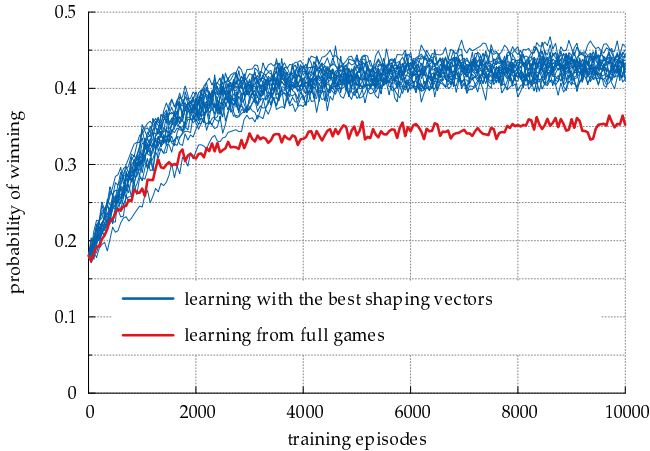 0.5
0.4
0.3
0.2
0.1
0
probability of winning
learning with the best shaping vectors
learning from full games
0 2000 4000 6000 8000 10000
training episodes